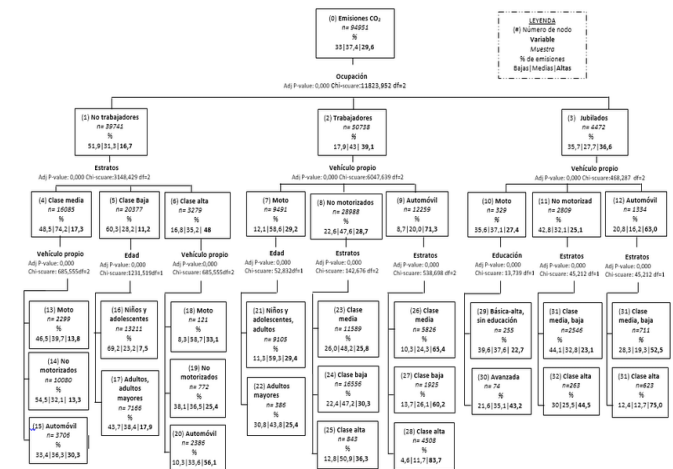 (0) Emisiones CO₂
n= 94951
%
33|37,4|29,6
LEYENDA
(#) Número de nodo
Variable
Muestra
% de emisiones
Bajas|Medias|Altas
Ocupación
Adj P-value: 0,000 Chi-scuare:11823,952 df=2
(1) No trabajadores
n= 39741
%
51,9|31,3|16,7
(2) Trabajadores
n= 50738
%
17,9|43| 39,1
(3) Jubilados
n= 4472
%
35,7|27,7|36,6
Estratos
Adj P-value: 0,000 Chi-scuare:3148,429 df=2
Vehículo propio
Adj P-value: 0,000 Chi-scuare:6047,639 df=2
Vehículo propio
Adj P-value: 0,000 Chi-scuare:468,287 df=2
(4) Clase media
n= 16085
%
48,5|74,2|17,3
(5) Clase Baja
n= 20377
%
60,5|28,2|11,2
(6) Clase alta
n= 3279
%
16,8|35,2| 48
(7) Moto
n= 9491
%
12,1|58,6|29,2
(8) No motorizados
n= 28988
%
22,6|47,6|28,7
(9) Automóvil
n= 12259
%
8,7|20,0|71,3
(10) Moto
n= 329
%
35,6|37,1|27,4
(11) No motorizad
n= 2809
%
42,8|32,1|25,1
(12) Automóvil
n= 1334
%
20,8|16,2|63,0
Vehículo propio
Adj P-value: 0,000
Chi-scuare: 685,555df=2
Edad
Adj P-value: 0,000
Chi-scuare:1231,519df=1
Vehículo propio
Adj P-value: 0,000
Chi-scuare:685,555df=2
Edad
Adj P-value:0,000
Chi-scuare: 52,832df=1
Estratos
Adj P-value: 0,000
Chi-scuare: 142,676 df=2
Estratos
Adj P-value: 0,000
Chi-scuare: 538,698 df=2
Educación
Adj P-value: 0,000
Chi-scuare: 13,739 df=1
Estratos
Adj P-value: 0,000
Chi-scuare: 45,212 df=1
Estratos
Adj P-value: 0,000
Chi-scuare: 45,212 df=1
(13) Moto
n= 2299
%
46,5|39,7|13,8
(14) No
motorizados
n= 10080
%
54,5|32,1| 13,3
(15) Automóvil
n= 3706
%
33,4|36,3|30,3
(16) Niños y
adolescentes
n= 13211
%
69,2|23,2|7,5
(17) Adultos,
adultos
mayores
n= 7166
%
43,7|38,4|17,9
(18) Moto
n= 121
%
8,3|58,7|33,1
(19) No
motorizados
n= 772
%
38,1|36,5|25,4
(20) Automóvil
n= 2386
%
10,3|33,6|56,1
(21) Niños y
adolescentes,
adultos
n= 9105
%
11,3|59,3|29,4
(22) Adultos
mayores
n= 386
%
30,8|43,8|25,4
(23) Clase
media
n= 11589
%
26,0|48,2|25,8
(24) Clase baja
n= 16556
%
22,4|47,2|30,3
(25) Clase alta
n= 843
%
12,8|50,9|36,3
(26) Clase
media
n= 5826
%
10,3|24,3|65,4
(27) Clase baja
n= 1925
%
13,7|26,1|60,2
(28) Clase alta
n= 4508
%
4,6|11,7|83,7
(29) Básica-alta,
sin educación
n= 255
%
39,6|37,6| 22,7
(30) Avanzada
n= 74
%
21,6|35,1|43,2
(31) Clase
media, baja
n=2546
%
44,1|32,8|23,1
(32) Clase alta
n=263
%
30|25,5|44,5
(31) Clase
media, baja
n=711
%
28,3|19,3|52,5
(31) Clase alta
n=623
%
12,4|12,7|75,0